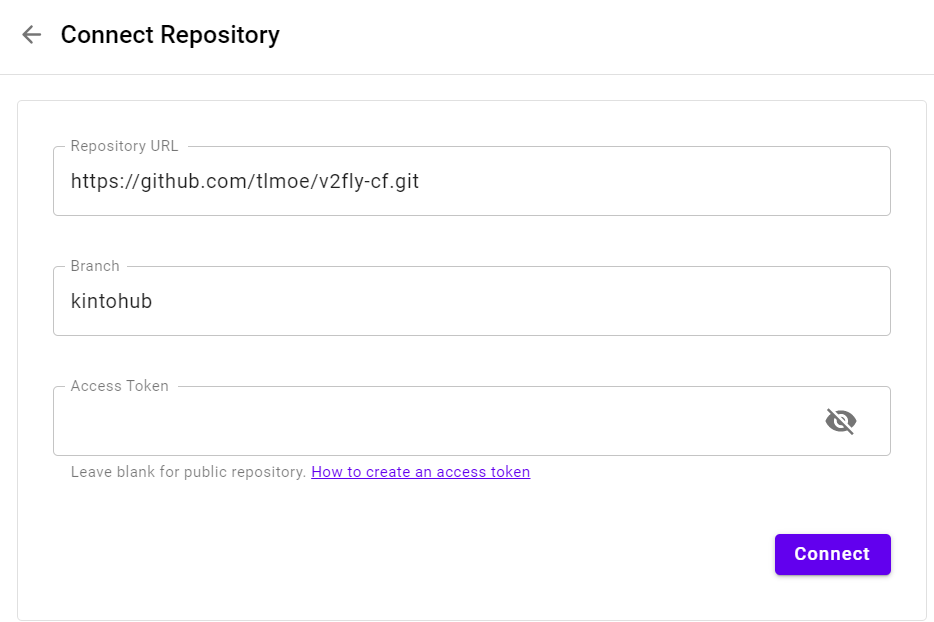 Connect Repository
Repository URL
https://github.com/tlmoe/v2fly-cf.git
Branch
kintohub
Access Token
Leave blank for public repository. How to create an access token
Connect